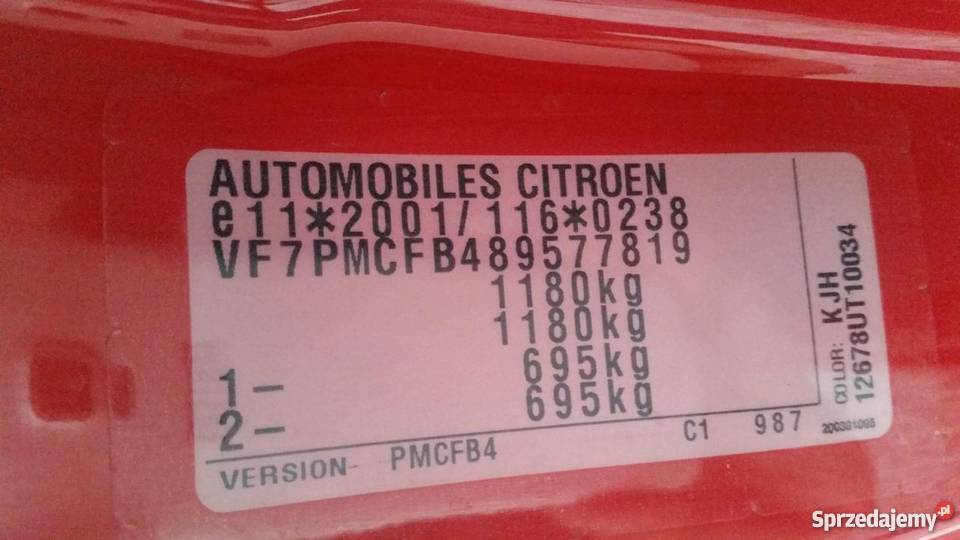 AUTOMOBILES CITROEN
e11*2001/116*0238
VF7PMCFB489577819
1180kg
1180kg
1- 695kg
2- 695kg
VERSION- PMCFB4 C1 987
COLOR: KJH
12678UT10034
Sprzedajemy.pl